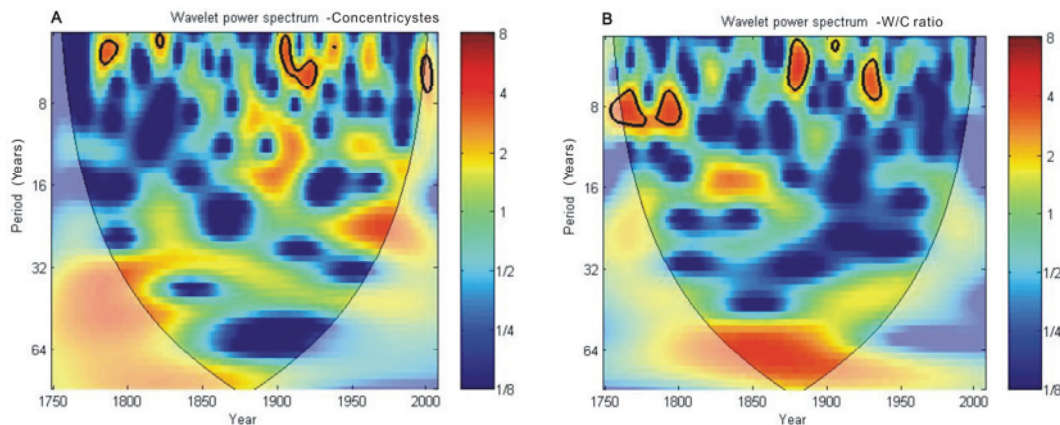 A
Wavelet power spectrum -Concentricystes
8
16
32
64
Period (Years)
1750 1800 1850 1900 1950 2000
Year
8
4
2
1
1/2
1/4
1/8
B
Wavelet power spectrum -W/C ratio
8
16
32
64
Period (Years)
1750 1800 1850 1900 1950 2000
Year
8
4
2
1
1/2
1/4
1/8